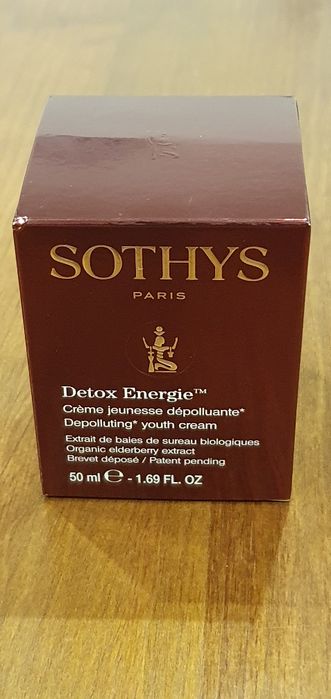 SOTHYS
PARIS
Detox Energie™
Crème jeunesse dépolluante*
Depolluting* youth cream
Extrait de baies de sureau biologiques
Organic elderberry extract
Brevet déposé / Patent pending
50 ml ℮ - 1.69 FL. OZ